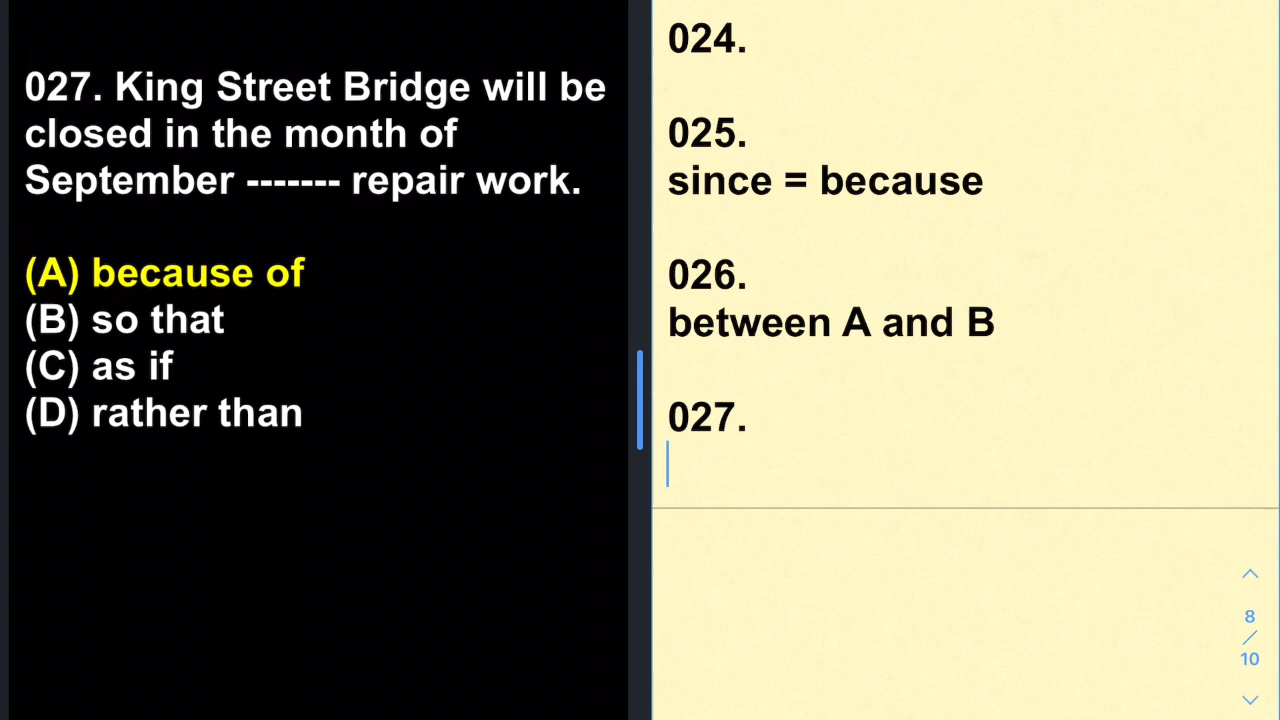 027. King Street Bridge will be
closed in the month of
September ------- repair work.
(A) because of
(B) so that
(C) as if
(D) rather than
024.
025.
since = because
026.
between A and B
027.
8
/
10